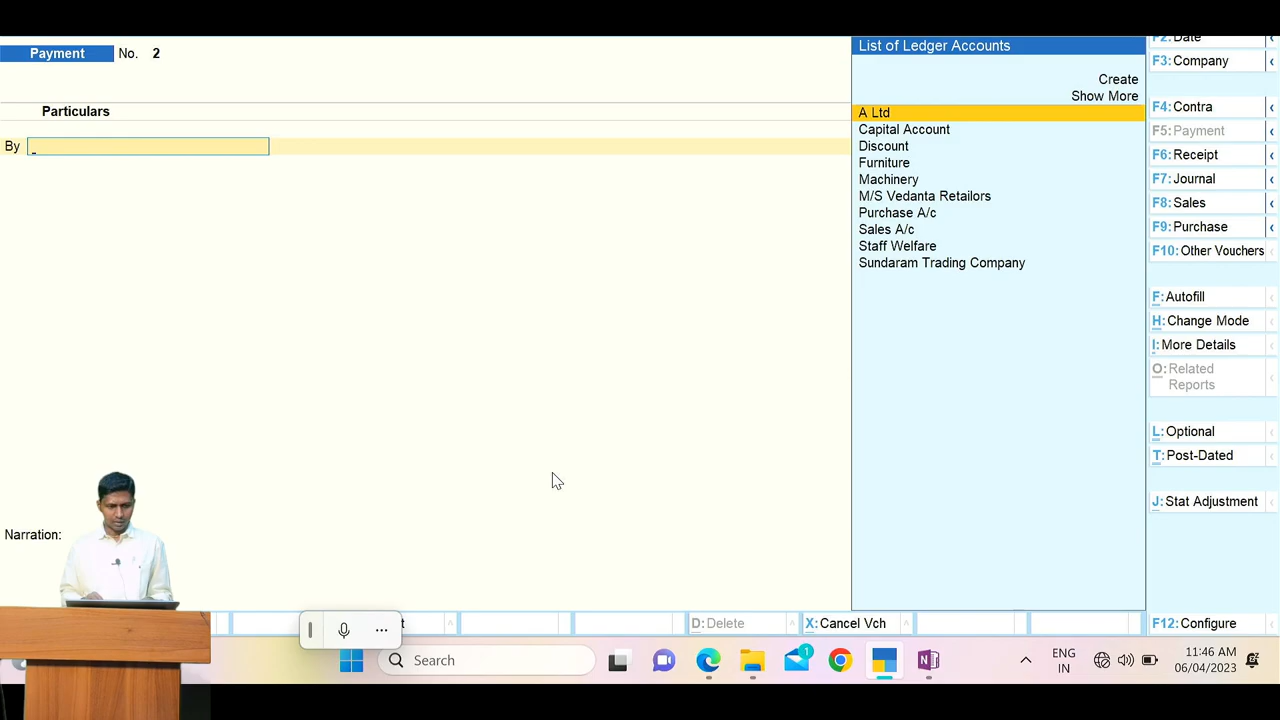 Payment No. 2
Particulars
By
Narration:
List of Ledger Accounts
Create
Show More
A Ltd
Capital Account
Discount
Furniture
Machinery
M/S Vedanta Retailors
Purchase A/c
Sales A/c
Staff Welfare
Sundaram Trading Company
F2: Date
F3: Company
F4: Contra
F5: Payment
F6: Receipt
F7: Journal
F8: Sales
F9: Purchase
F10: Other Vouchers
F: Autofill
H: Change Mode
I: More Details
O: Related
Reports
L: Optional
T: Post-Dated
J: Stat Adjustment
D: Delete
X: Cancel Vch
F12: Configure
Search
1
ENG
IN
11:46 AM
06/04/2023